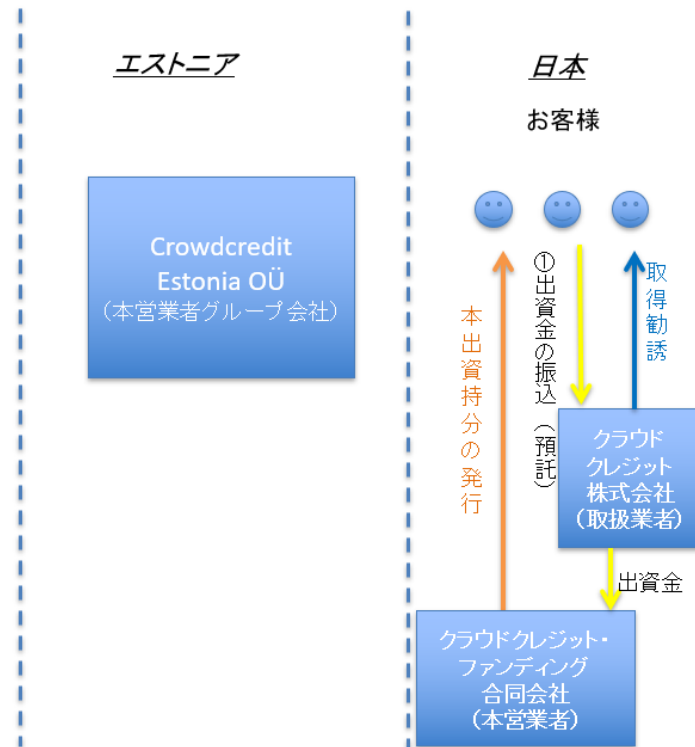 エストニア
日本
お客様
Crowdcredit
Estonia OÜ
（本営業者グループ会社）
本出資持分の発行
①出資金の振込（預託）
取得勧誘
クラウド
クレジット
株式会社
（取扱業者）
出資金
クラウドクレジット・
ファンディング
合同会社
（本営業者）